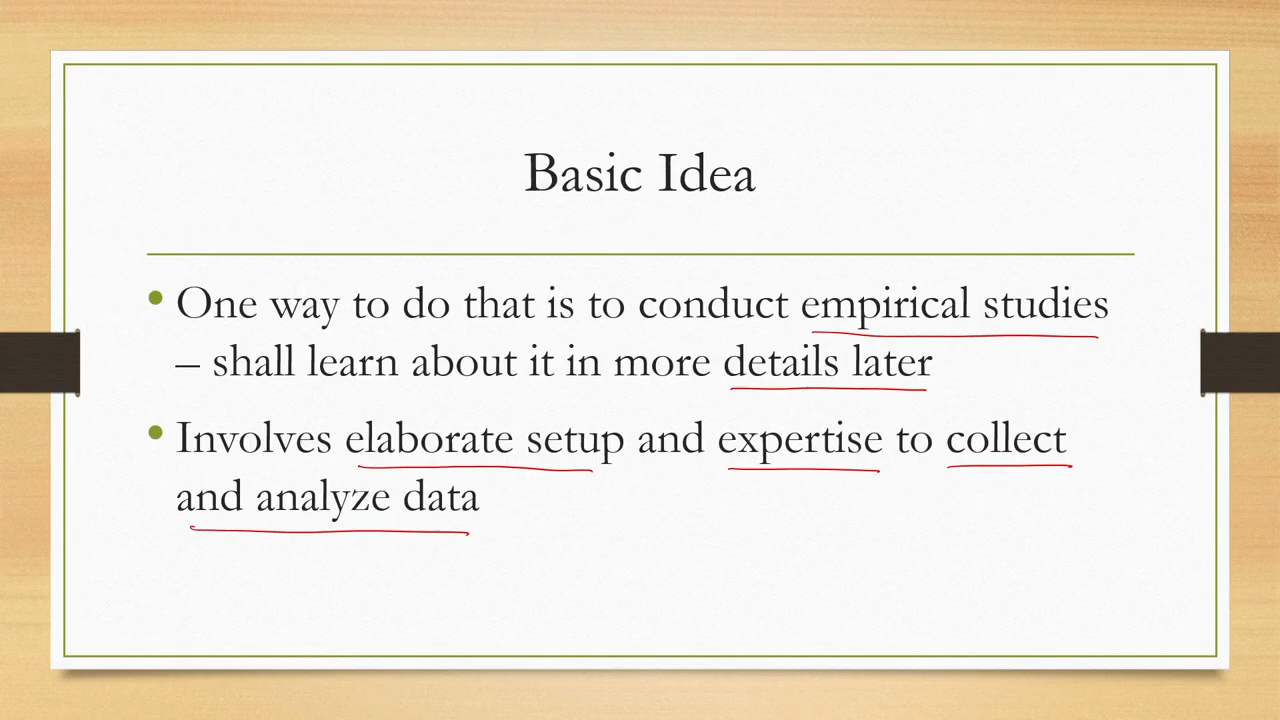 Basic Idea
• One way to do that is to conduct empirical studies
– shall learn about it in more details later
• Involves elaborate setup and expertise to collect
and analyze data